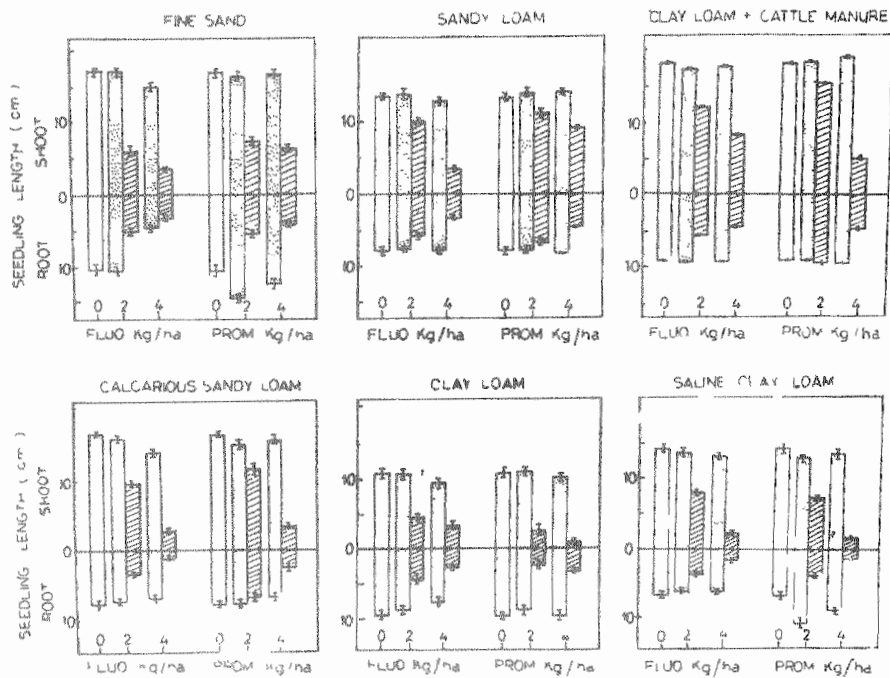 FINE SAND
SANDY LOAM
CLAY LOAM + CATTLE MANURE
SEEDLING LENGTH (cm)
ROOT SHOOT
10
0
10
10
0
10
10
0
10
0 2 4 0 2 4
0 2 4 0 2 4
0 2 4 0 2 4
FLUO Kg/ha PROM Kg/ha
FLUO Kg/ha PROM Kg/ha
FLUO Kg/ha PROM Kg/ha
CALCARIOUS SANDY LOAM
CLAY LOAM
SALINE CLAY LOAM
SEEDLING LENGTH (cm)
ROOT SHOOT
10
0
10
10
0
10
10
0
10
0 2 4 0 2 4
0 2 4 0 2
0 2 4 0 2 4
Kg/ha
FLUO Kg/ha PROM Kg/ha
FLUO Kg/ha PROM Kg/ha